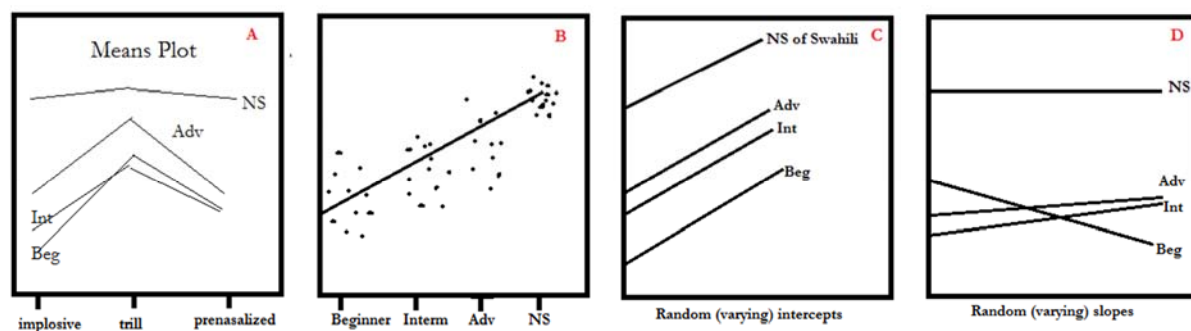 A
Means Plot
NS
Adv
Int
Beg
implosive trill prenasalized
B
Beginner Interm Adv NS
C
NS of Swahili
Adv
Int
Beg
Random (varying) intercepts
D
NS
Adv
Int
Beg
Random (varying) slopes